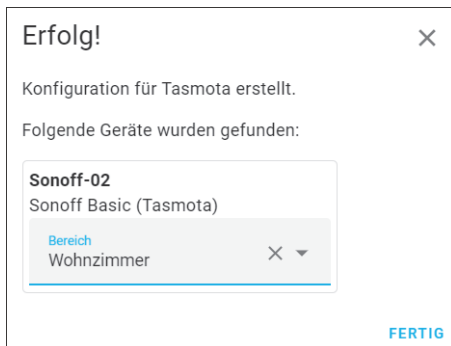 Erfolg!
Konfiguration für Tasmota erstellt.
Folgende Geräte wurden gefunden:
Sonoff-02
Sonoff Basic (Tasmota)
Bereich
Wohnzimmer
FERTIG